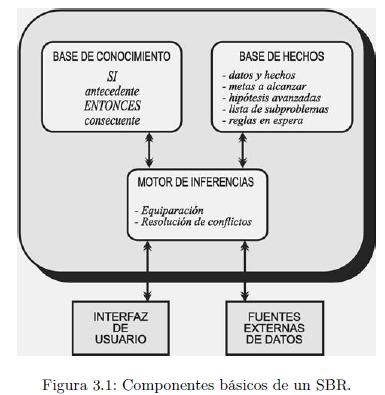 BASE DE CONOCIMIENTO
SI
antecedente
ENTONCES
consecuente
BASE DE HECHOS
- datos y hechos
- metas a alcanzar
- hipótesis avanzadas
- lista de subproblemas
- reglas en espera
MOTOR DE INFERENCIAS
- Equiparación
- Resolución de conflictos
INTERFAZ
DE
USUARIO
FUENTES
EXTERNAS
DE DATOS
Figura 3.1: Componentes básicos de un SBR.